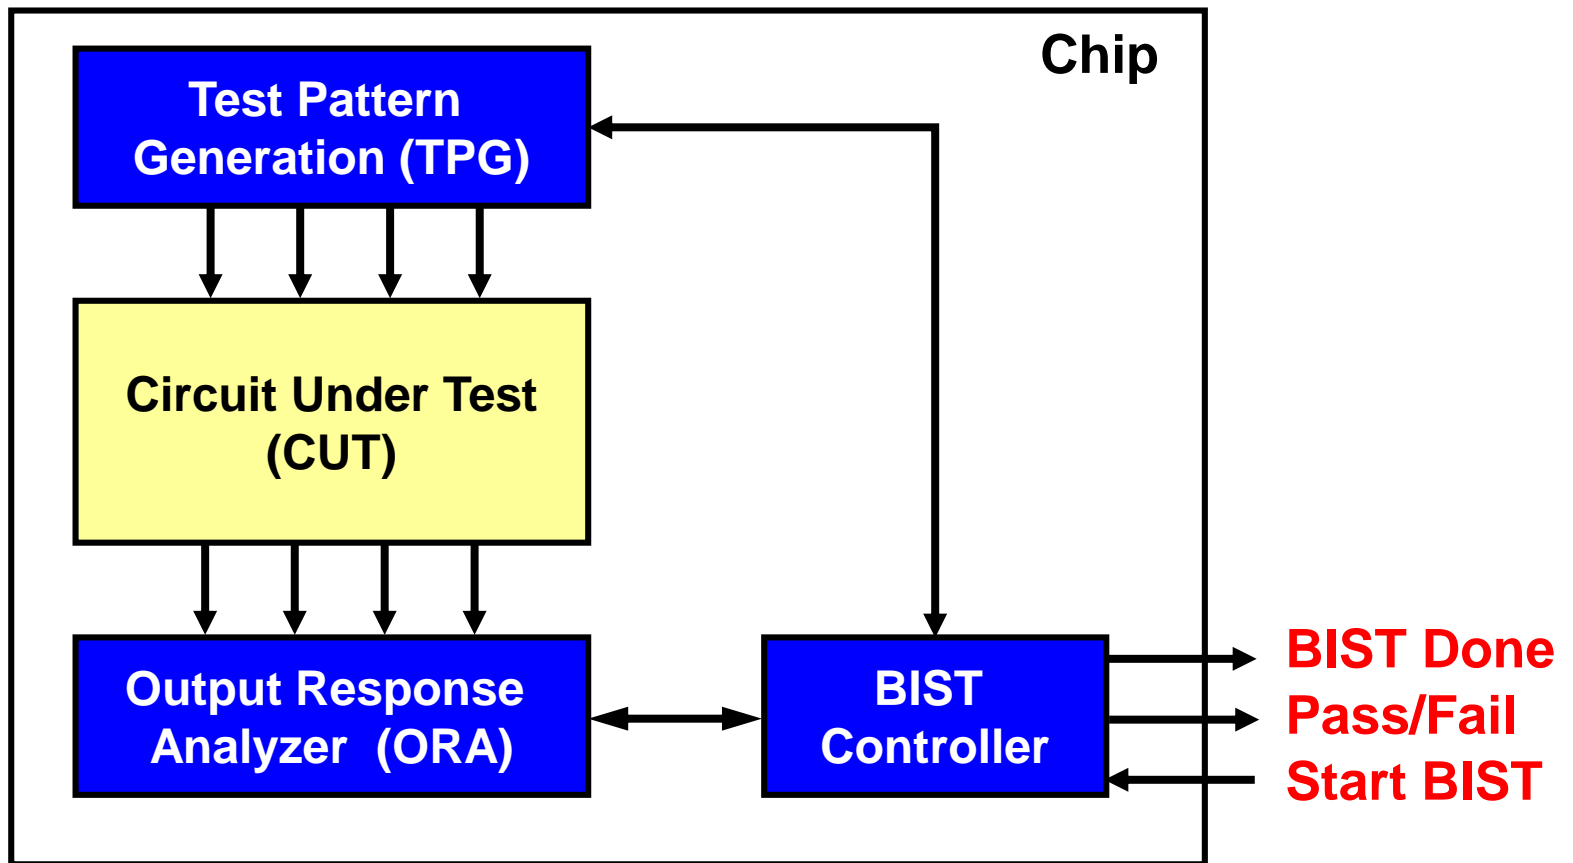 Chip
Test Pattern
Generation (TPG)
Circuit Under Test
(CUT)
Output Response
Analyzer (ORA)
BIST
Controller
BIST Done
Pass/Fail
Start BIST